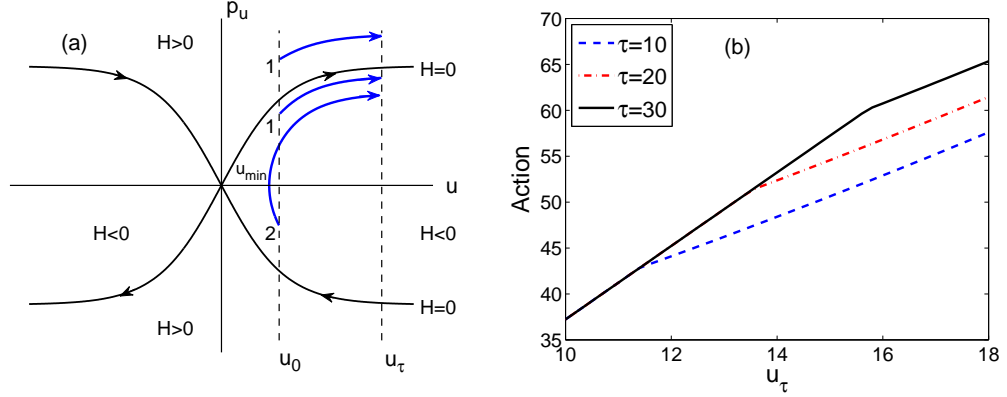 (a)
p_u
H>0
1
H=0
1
u_min
u
H<0
2
H<0
H>0
H=0
u_0
u_τ
(b)
τ=10
τ=20
τ=30
Action
70
65
60
55
50
45
40
35
10
12
14
16
18
u_τ